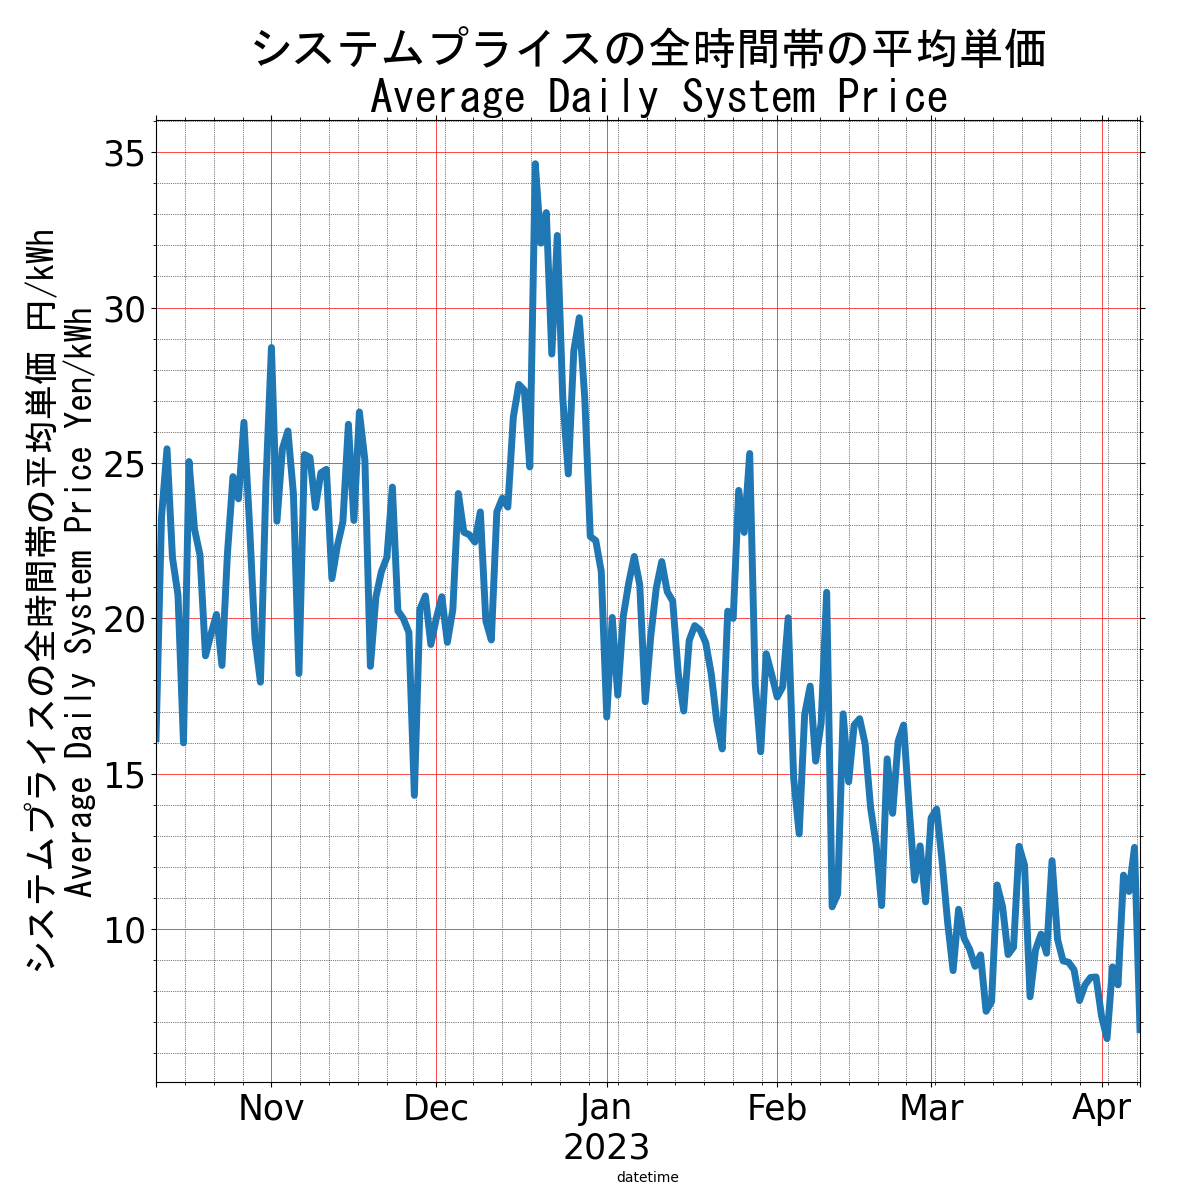 システムプライスの全時間帯の平均単価
Average Daily System Price
システムプライスの全時間帯の平均単価 円/kWh
Average Daily System Price Yen/kWh
35
30
25
20
15
10
Nov
Dec
Jan
2023
Feb
Mar
Apr
datetime